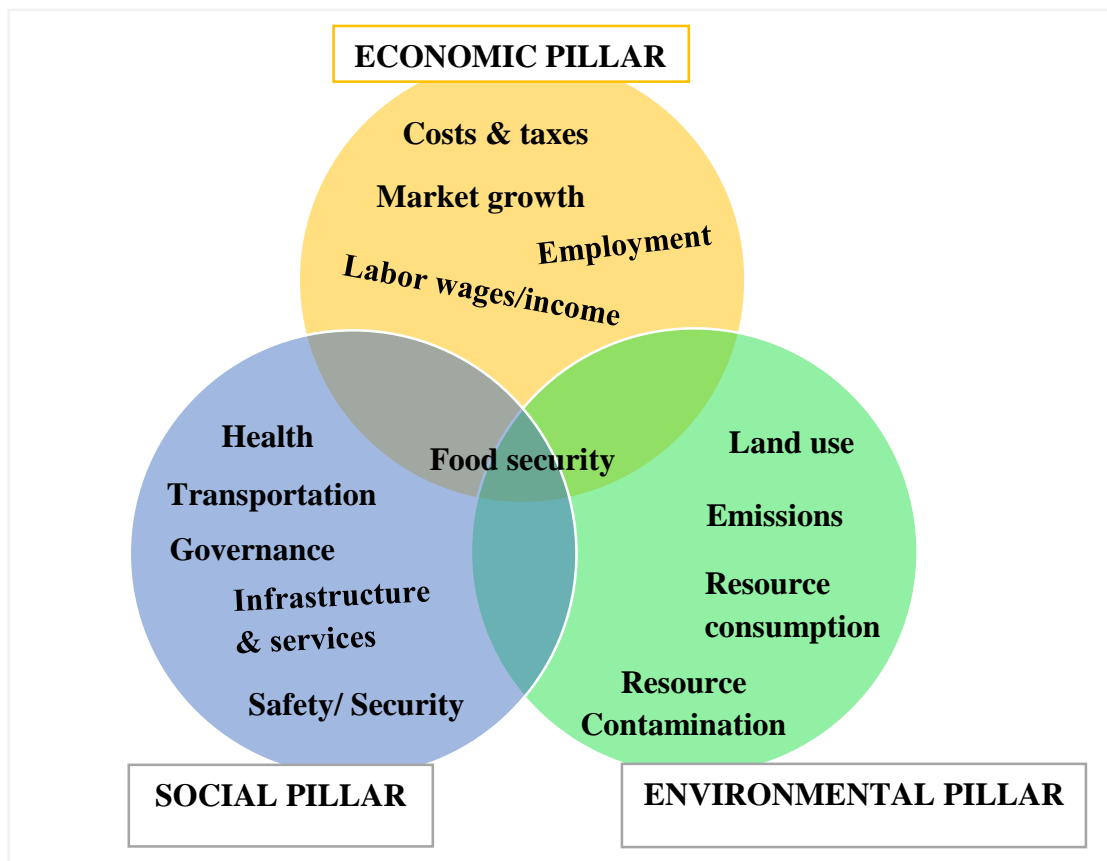 ECONOMIC PILLAR
Costs & taxes
Market growth
Employment
Labor wages/income
Health
Transportation
Governance
Infrastructure
& services
Safety/ Security
Food security
Land use
Emissions
Resource
consumption
Resource
Contamination
SOCIAL PILLAR
ENVIRONMENTAL PILLAR